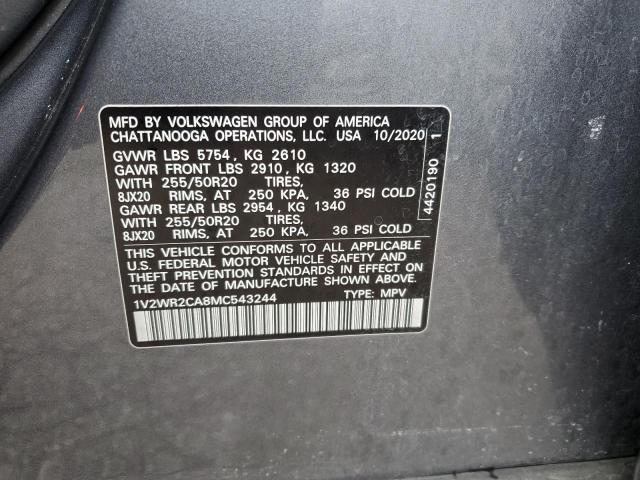 MFD BY VOLKSWAGEN GROUP OF AMERICA
CHATTANOOGA OPERATIONS, LLC. USA 10/2020
GVWR LBS 5754, KG 2610
GAWR FRONT LBS 2910, KG 1320
WITH 255/50R20 TIRES,
8JX20 RIMS, AT 250 KPA, 36 PSI COLD
GAWR REAR LBS 2954, KG 1340
WITH 255/50R20 TIRES,
8JX20 RIMS, AT 250 KPA, 36 PSI COLD
THIS VEHICLE CONFORMS TO ALL APPLICABLE
U.S. FEDERAL MOTOR VEHICLE SAFETY AND
THEFT PREVENTION STANDARDS IN EFFECT ON
THE DATE OF MANUFACTURE SHOWN ABOVE.
1V2WR2CA8MC543244 TYPE: MPV
4420190 1